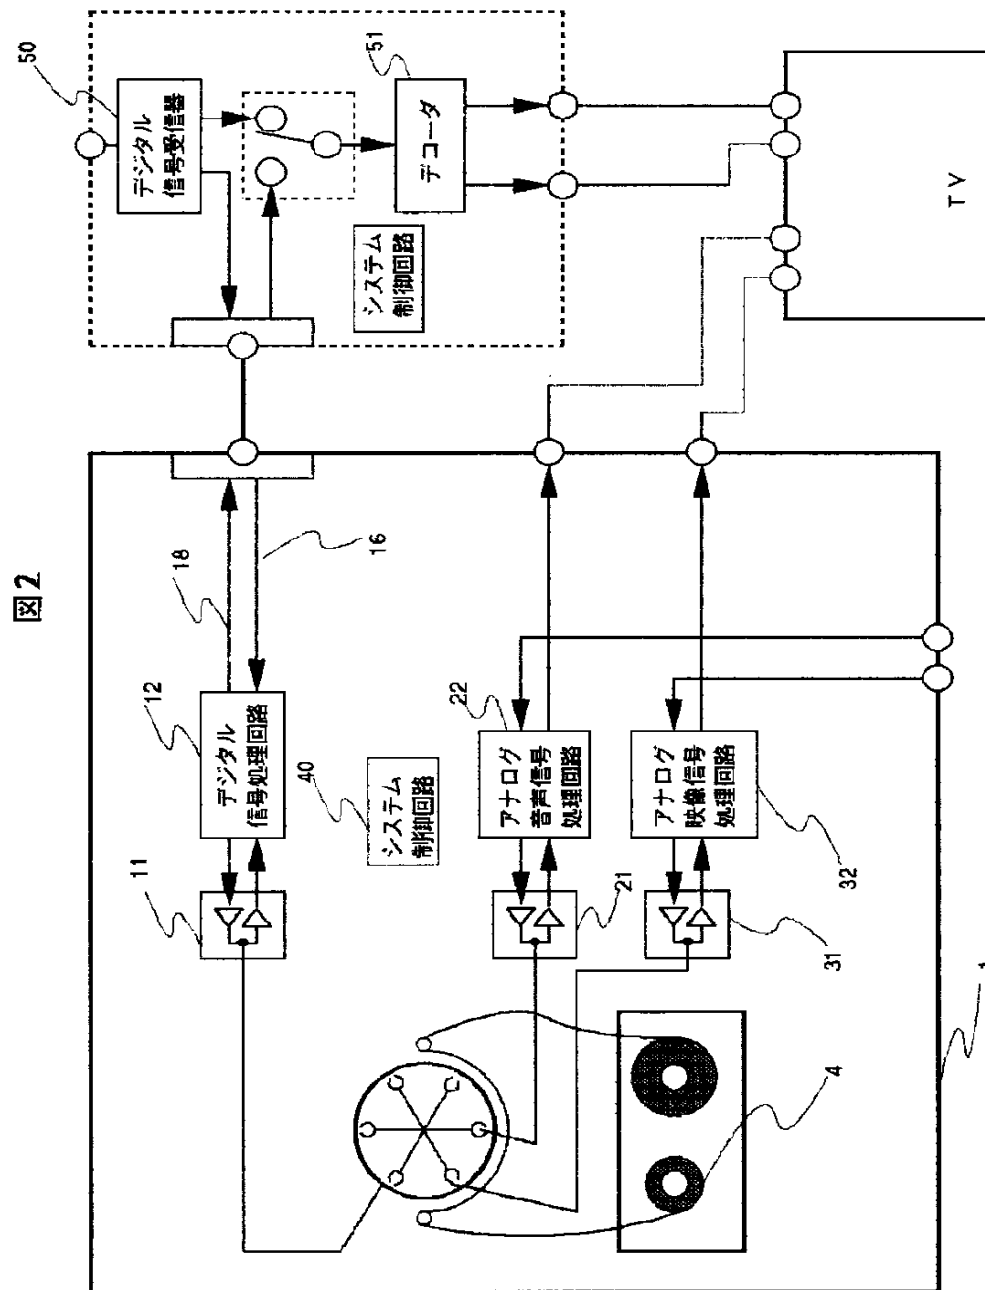 図2
50
デジタル
信号受信器
51
デコーダ
システム
制御回路
TV
18
16
12
デジタル
信号処理回路
11
40
システム
制御回路
22
アナログ
音声信号
処理回路
21
アナログ
映像信号
処理回路
32
31
4
1